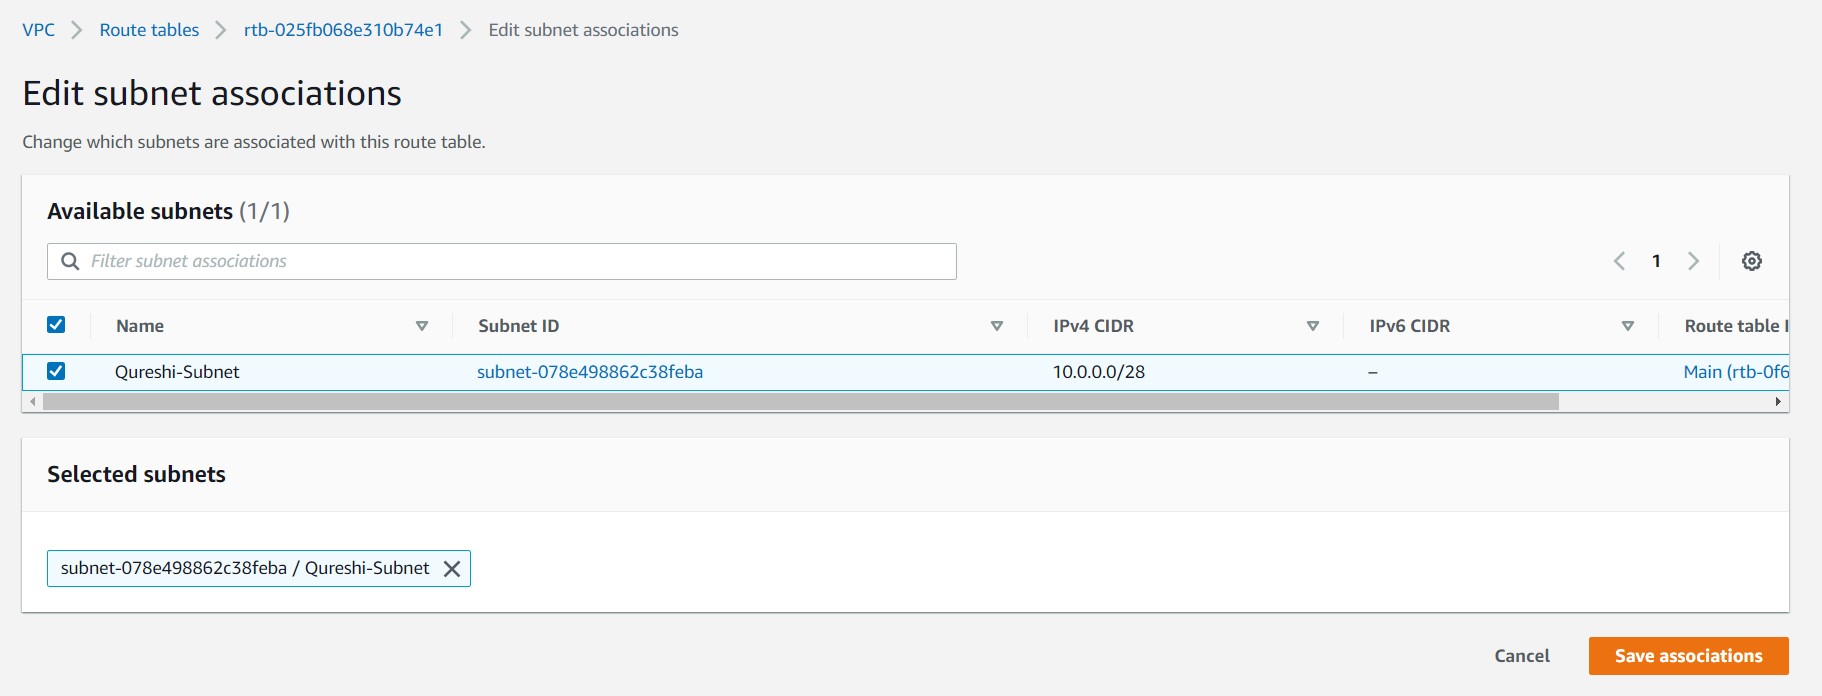 VPC > Route tables > rtb-025fb068e310b74e1 > Edit subnet associations
Edit subnet associations
Change which subnets are associated with this route table.
Available subnets (1/1)
Filter subnet associations
1
Name Subnet ID IPv4 CIDR IPv6 CIDR Route table I
Qureshi-Subnet subnet-078e498862c38feba 10.0.0.0/28 – Main (rtb-0f6
Selected subnets
subnet-078e498862c38feba / Qureshi-Subnet
Cancel Save associations